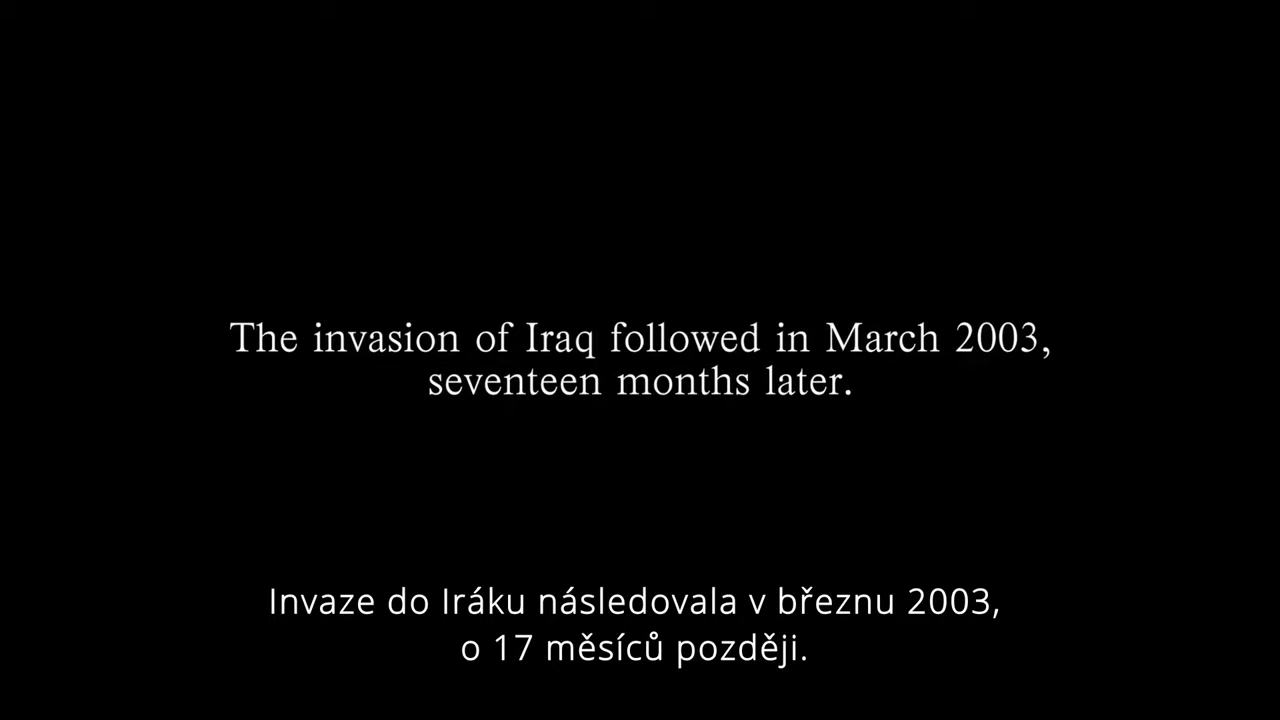 The invasion of Iraq followed in March 2003,
seventeen months later.
Invaze do Iráku následovala v březnu 2003,
o 17 měsíců později.